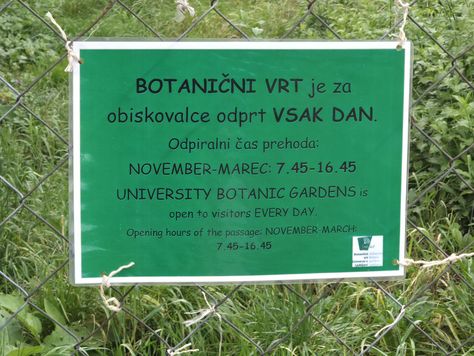 BOTANIČNI VRT je za
obiskovalce odprt VSAK DAN.
Odpiralni čas prehoda:
NOVEMBER-MAREC: 7.45-16.45
UNIVERSITY BOTANIC GARDENS is
open to visitors EVERY DAY.
Opening hours of the passage: NOVEMBER-MARCH:
7.45-16.45